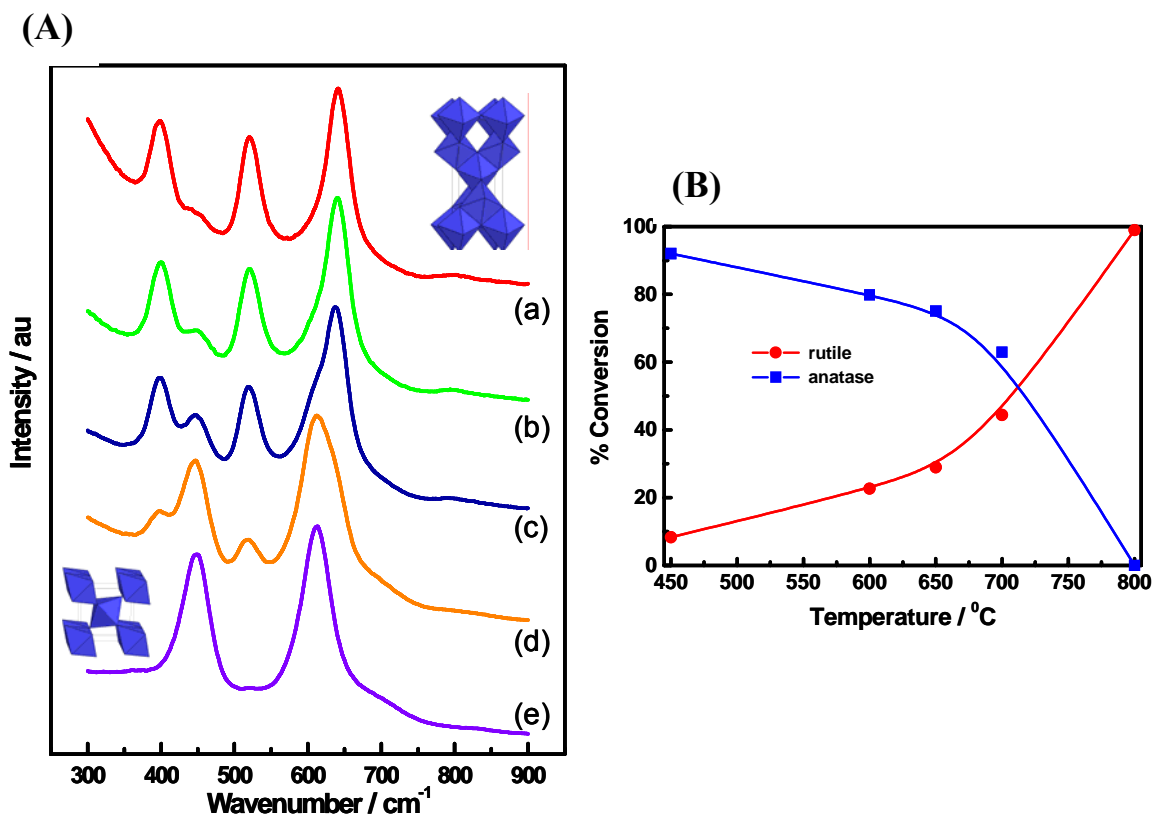 (A)
Intensity / au
(a)
(b)
(c)
(d)
(e)
300 400 500 600 700 800 900
Wavenumber / cm-1
(B)
% Conversion
100
80
60
40
20
0
rutile
anatase
450 500 550 600 650 700 750 800
Temperature / 0C